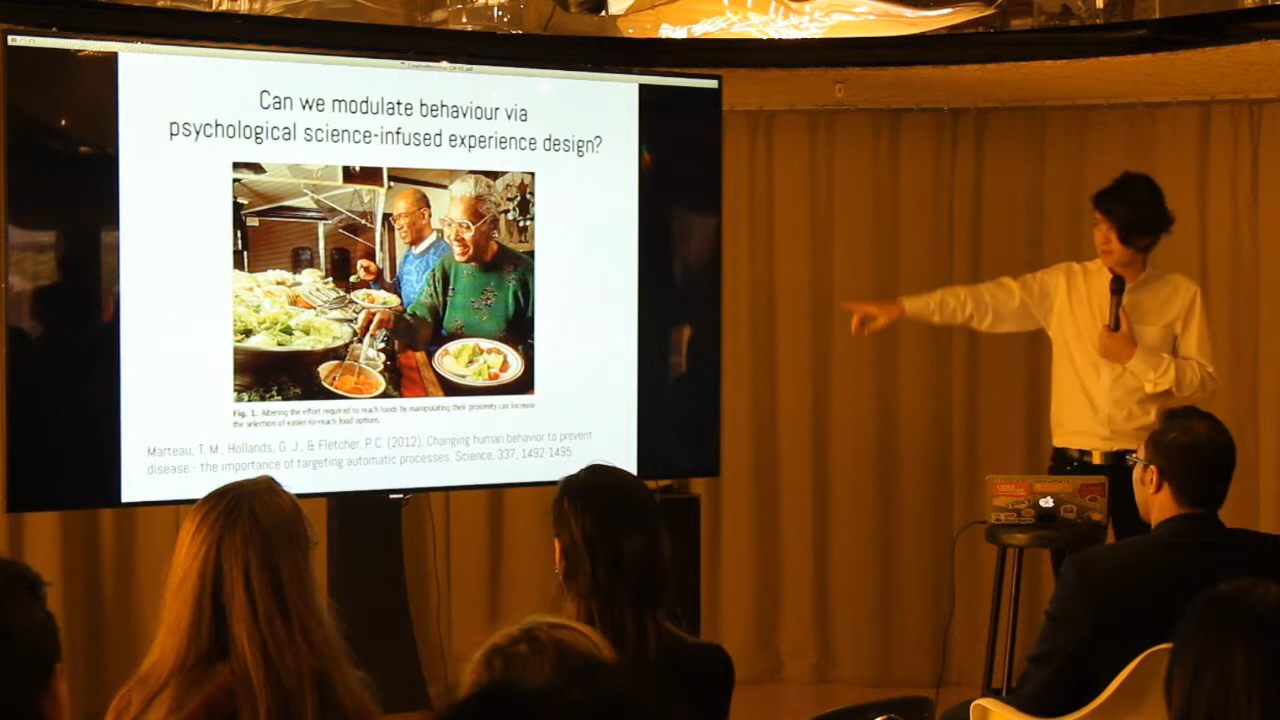 Can we modulate behaviour via
psychological science-infused experience design?
Fig. 1. Altering the effort required to reach foods by manipulating their proximity can increase
the selection of easier-to-reach food options.
Marteau, T. M., Hollands, G. J., & Fletcher, P.C. (2012). Changing human behavior to prevent
disease:- the importance of targeting automatic processes. Science, 337, 1492-1495.